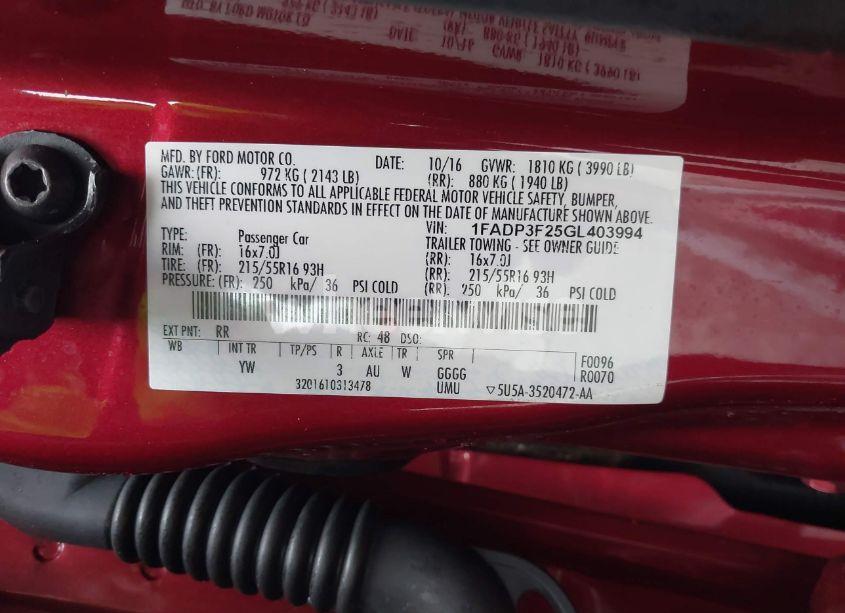 MFD. BY FORD MOTOR CO. DATE: 10/16 GVWR: 1810 KG ( 3990 LB)
GAWR: (FR): 972 KG ( 2143 LB) (RR): 880 KG ( 1940 LB)
THIS VEHICLE CONFORMS TO ALL APPLICABLE FEDERAL MOTOR VEHICLE SAFETY, BUMPER,
AND THEFT PREVENTION STANDARDS IN EFFECT ON THE DATE OF MANUFACTURE SHOWN ABOVE.
VIN: 1FADP3F25GL403994
TYPE: Passenger Car TRAILER TOWING - SEE OWNER GUIDE
RIM: (FR): 16x7.0J (RR): 16x7.0J
TIRE: (FR): 215/55R16 93H (RR): 215/55R16 93H
PRESSURE: (FR): 250 kPa/ 36 PSI COLD (RR): 250 kPa/ 36 PSI COLD
EXT PNT: RR RC: 48 DSO:
WB INT TR TP/PS R AXLE TR SPR F0096
YW 3 AU W GGGG R0070
3201610313478 UMU ▽5U5A-3520472-AA